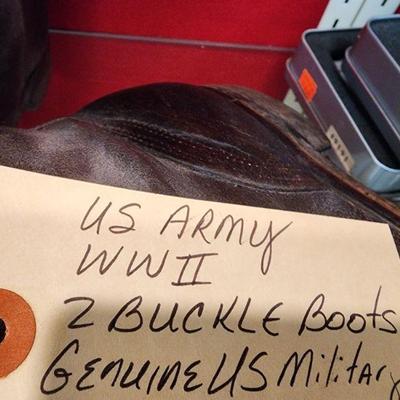 US ARMY
WWII
2 BUCKLE BOOTS
GENUINE US Military